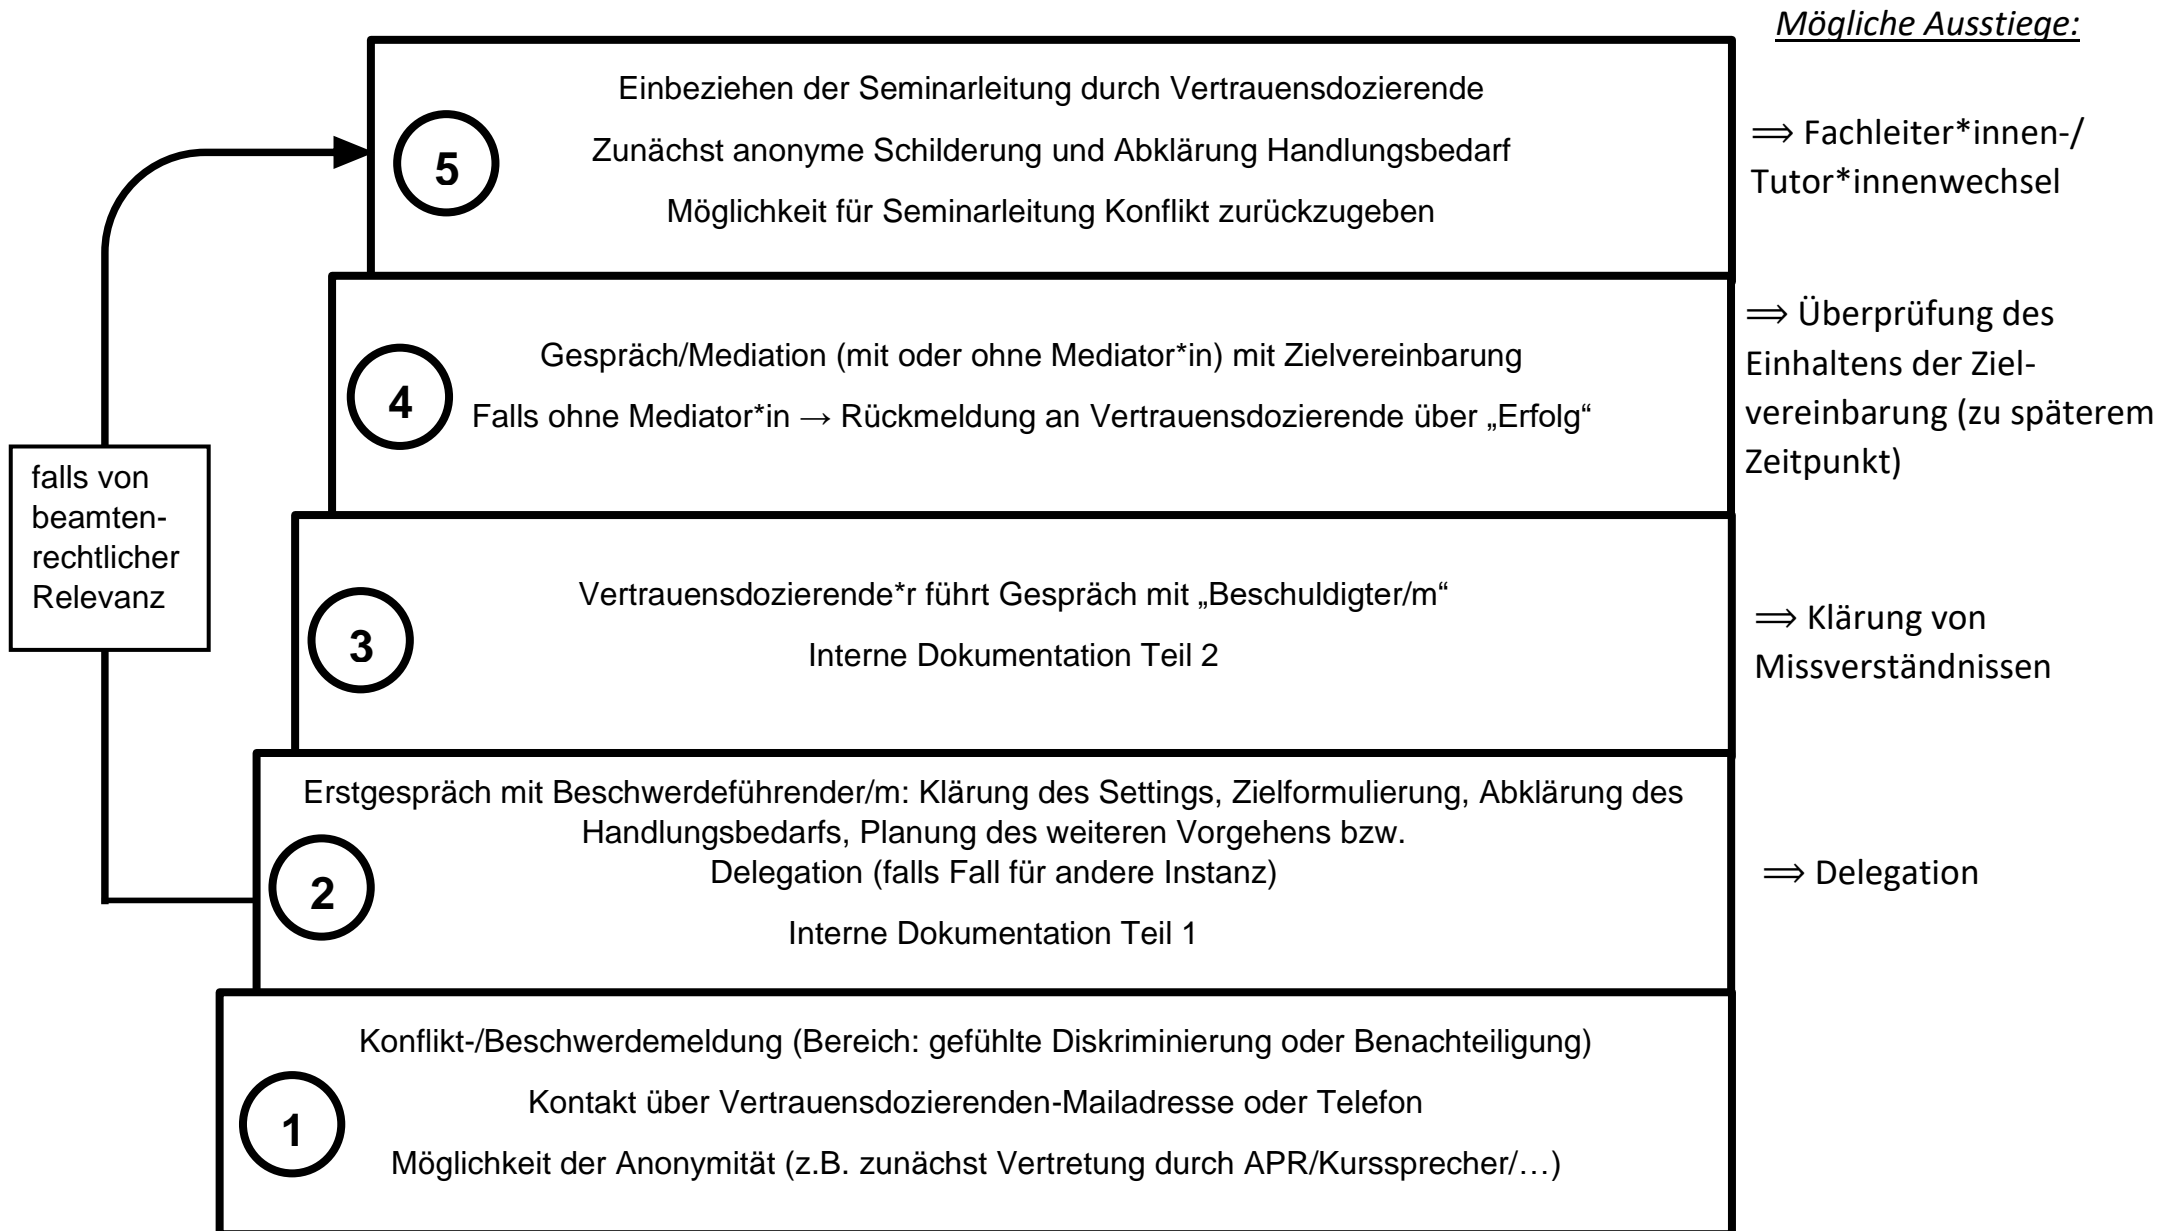 Mögliche Ausstiege:
Einbeziehen der Seminarleitung durch Vertrauensdozierende
Zunächst anonyme Schilderung und Abklärung Handlungsbedarf
Möglichkeit für Seminarleitung Konflikt zurückzugeben
5
⟹ Fachleiter*innen-/
Tutor*innenwechsel
Gespräch/Mediation (mit oder ohne Mediator*in) mit Zielvereinbarung
Falls ohne Mediator*in → Rückmeldung an Vertrauensdozierende über „Erfolg“
4
⟹ Überprüfung des
Einhaltens der Ziel-
vereinbarung (zu späterem
Zeitpunkt)
falls von
beamten-
rechtlicher
Relevanz
Vertrauensdozierende*r führt Gespräch mit „Beschuldigter/m“
Interne Dokumentation Teil 2
3
⟹ Klärung von
Missverständnissen
Erstgespräch mit Beschwerdeführender/m: Klärung des Settings, Zielformulierung, Abklärung des
Handlungsbedarfs, Planung des weiteren Vorgehens bzw.
Delegation (falls Fall für andere Instanz)
Interne Dokumentation Teil 1
2
⟹ Delegation
Konflikt-/Beschwerdemeldung (Bereich: gefühlte Diskriminierung oder Benachteiligung)
Kontakt über Vertrauensdozierenden-Mailadresse oder Telefon
Möglichkeit der Anonymität (z.B. zunächst Vertretung durch APR/Kurssprecher/…)
1